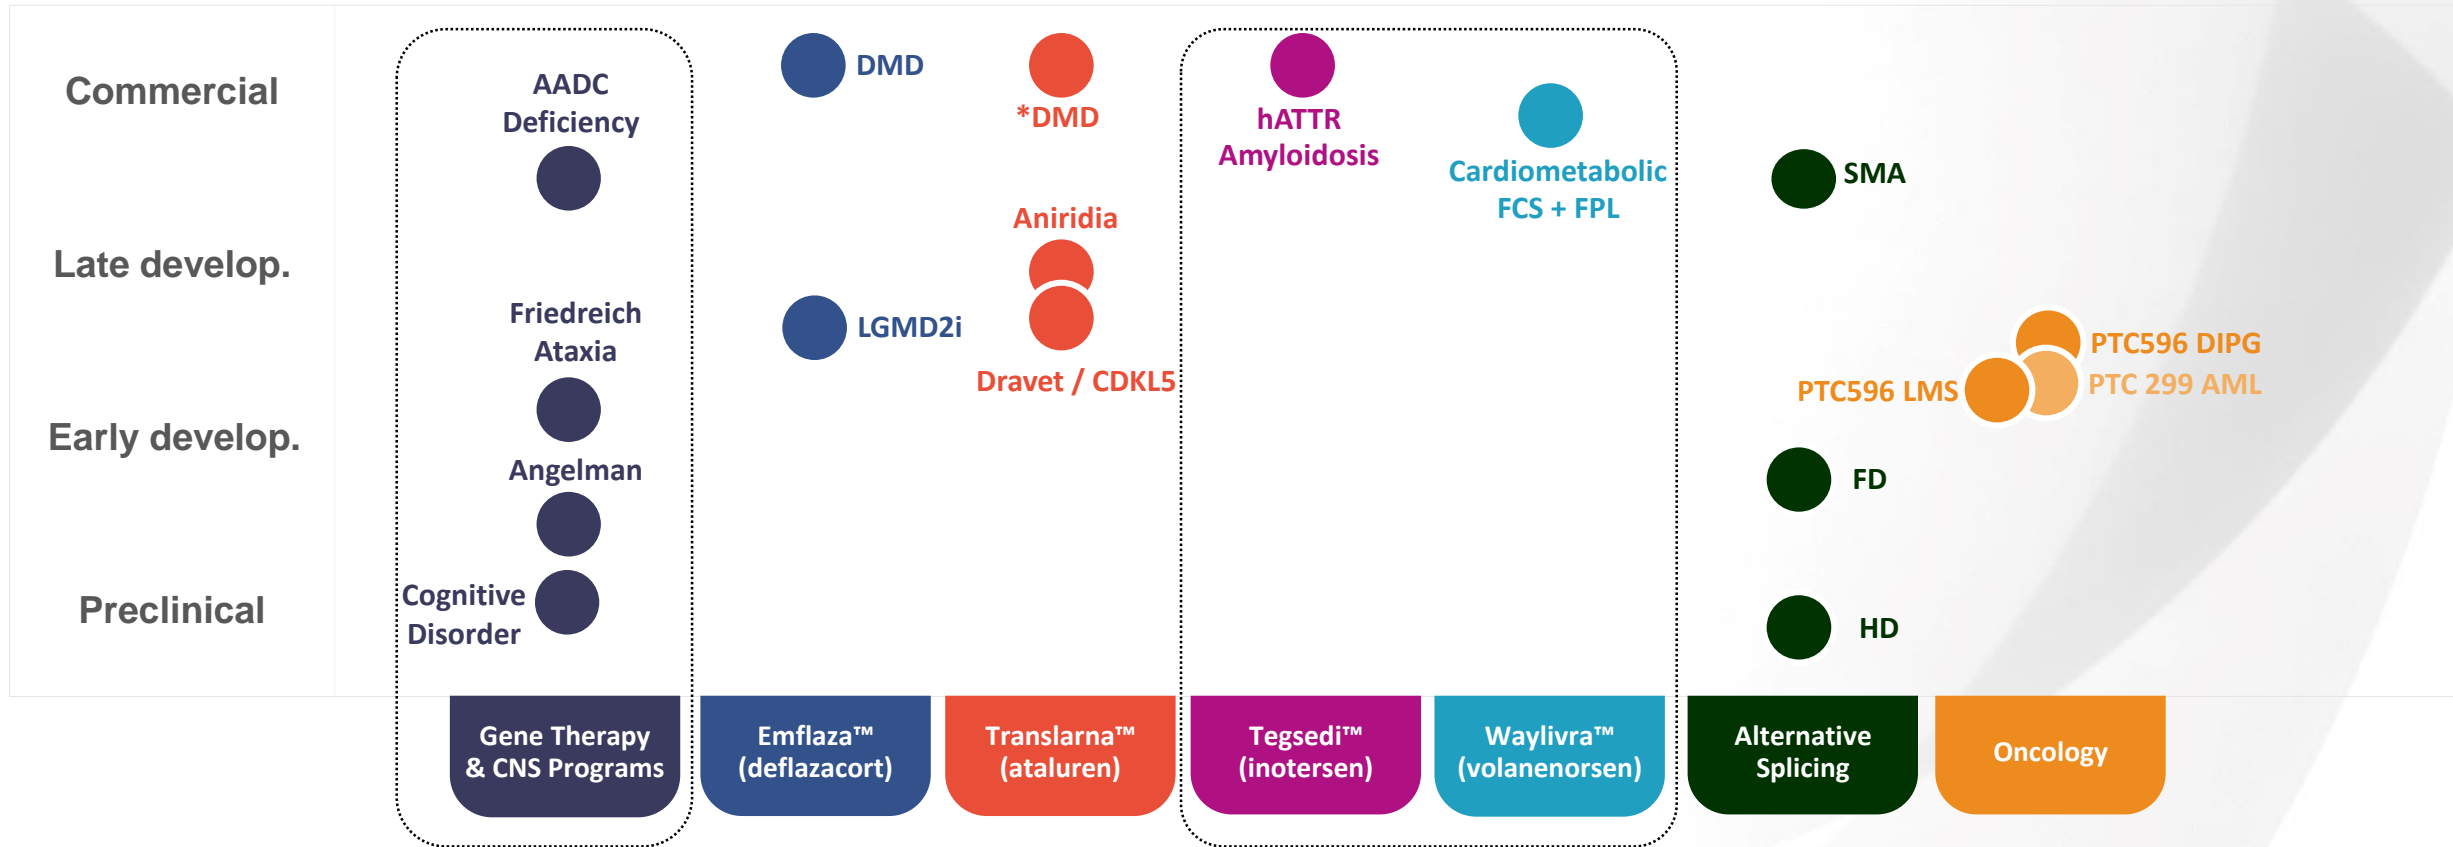 Commercial
AADC
Deficiency
DMD
*DMD
hATTR
Amyloidosis
Cardiometabolic
FCS + FPL
SMA
Late develop.
Friedreich
Ataxia
LGMD2i
Aniridia
Dravet / CDKL5
PTC596 DIPG
PTC 299 AML
PTC596 LMS
Early develop.
Angelman
FD
Preclinical
Cognitive
Disorder
HD
Gene Therapy
& CNS Programs
Emflaza™
(deflazacort)
Translarna™
(ataluren)
Tegsedi™
(inotersen)
Waylivra™
(volanenorsen)
Alternative
Splicing
Oncology